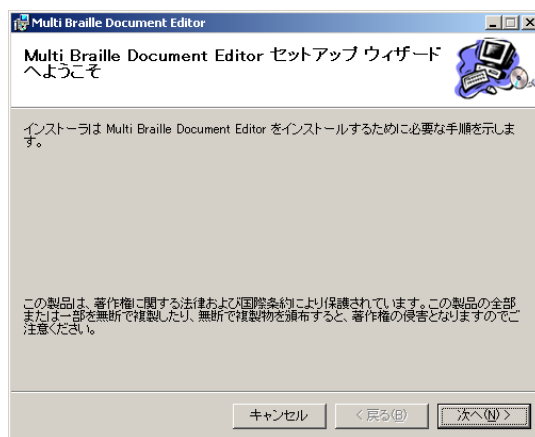 Multi Braille Document Editor
Multi Braille Document Editor セットアップ ウィザード
へようこそ
インストーラは Multi Braille Document Editor をインストールするために必要な手順を示しま
す。
この製品は、著作権に関する法律および国際条約により保護されています。この製品の全部
または一部を無断で複製したり、無断で複製物を頒布すると、著作権の侵害となりますのでご
注意ください。
キャンセル < 戻る(B) 次へ(N) >